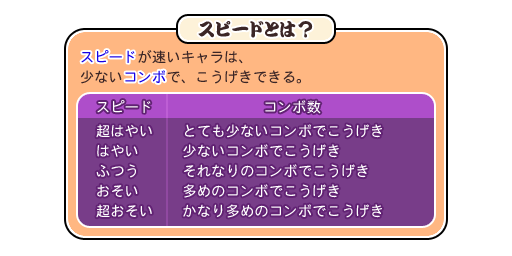 スピードとは？
スピードが速いキャラは、
少ないコンボで、こうげきできる。
スピード コンボ数
超はやい とても少ないコンボでこうげき
はやい 少ないコンボでこうげき
ふつう それなりのコンボでこうげき
おそい 多めのコンボでこうげき
超おそい かなり多めのコンボでこうげき